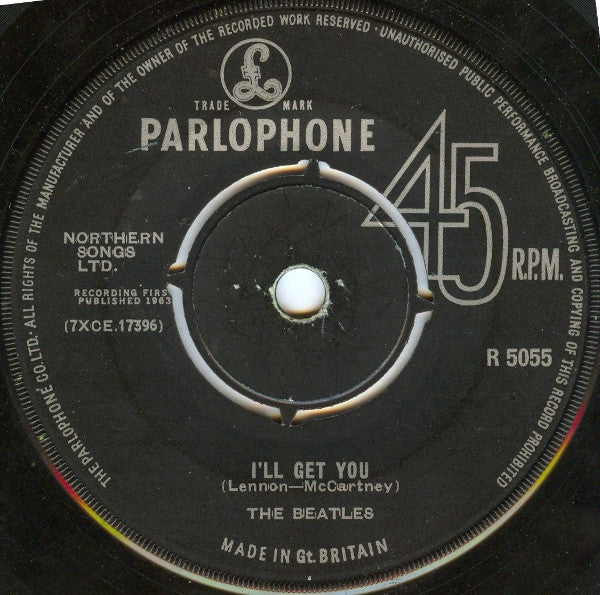 THE PARLOPHONE CO.LTD. ALL RIGHTS OF THE MANUFACTURER AND OF THE OWNER OF THE RECORDED WORK RESERVED · UNAUTHORISED PUBLIC PERFORMANCE BROADCASTING AND COPYING OF THIS RECORD PROHIBITED
£
TRADE MARK
PARLOPHONE
45
R.P.M.
NORTHERN
SONGS
LTD.
RECORDING FIRS
PUBLISHED 1963
(7XCE.17396)
R 5055
I'LL GET YOU
(Lennon—McCartney)
THE BEATLES
MADE IN Gt. BRITAIN